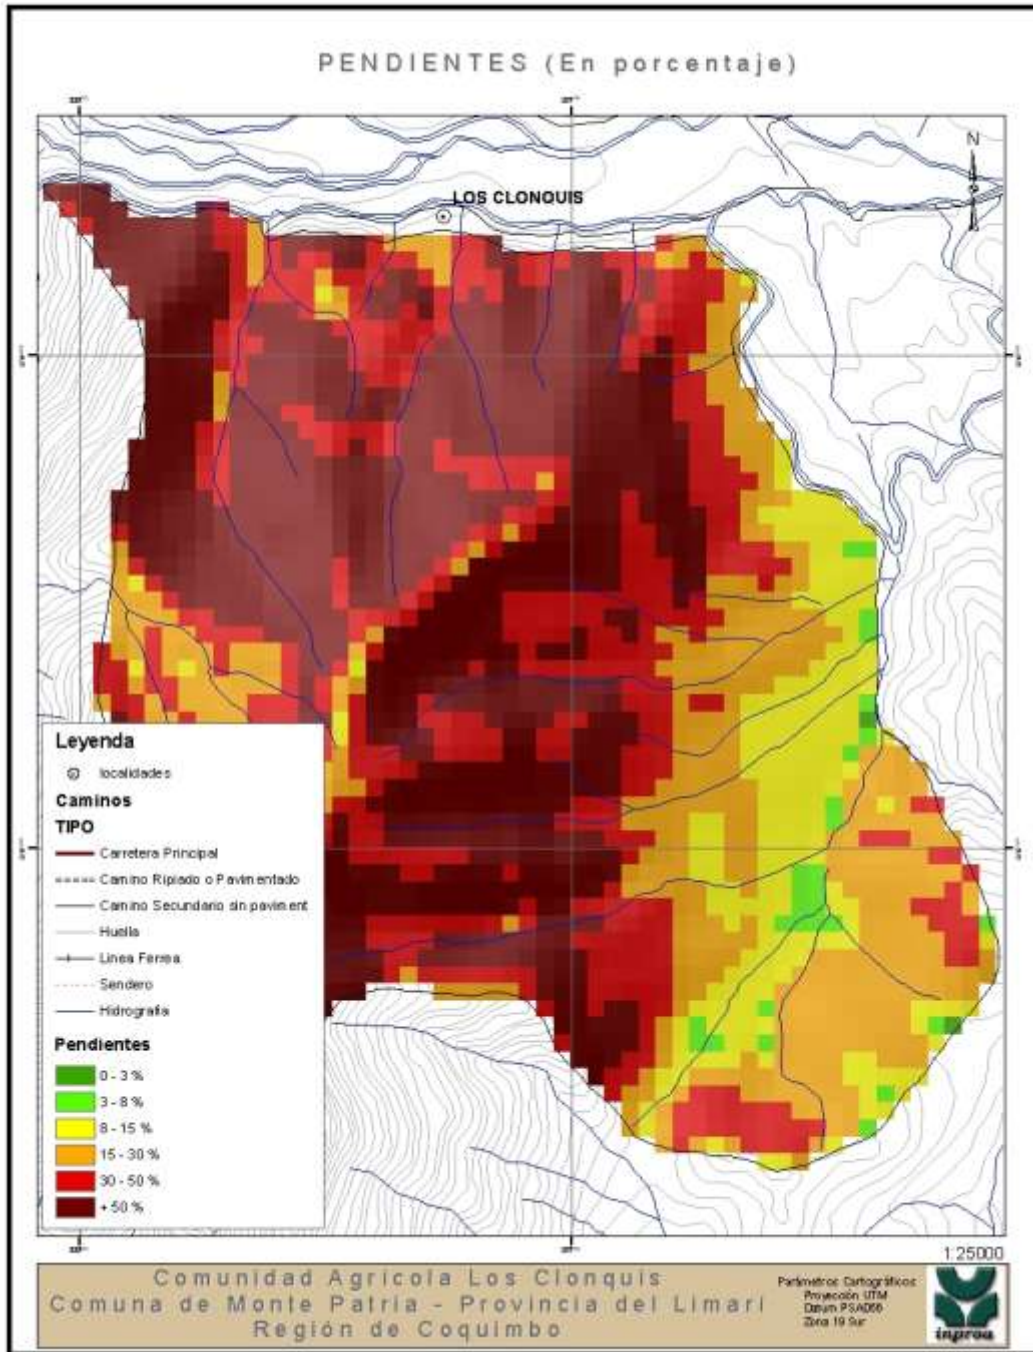 PENDIENTES (En porcentaje)
N
LOS CLONQUIS
Leyenda
localidades
Caminos
TIPO
Carretera Principal
Camino Ripiado o Pavimentado
Camino Secundario sin paviment
Huella
Linea Ferrea
Sendero
Hidrografia
Pendientes
0 - 3 %
3 - 8 %
8 - 15 %
15 - 30 %
30 - 50 %
+ 50 %
1:25000
Comunidad Agrícola Los Clonquis
Comuna de Monte Patria - Provincia del Limarí
Región de Coquimbo
Parámetros Cartográficos
Proyección UTM
Datum PSAD56
Zona 19 Sur
inproa